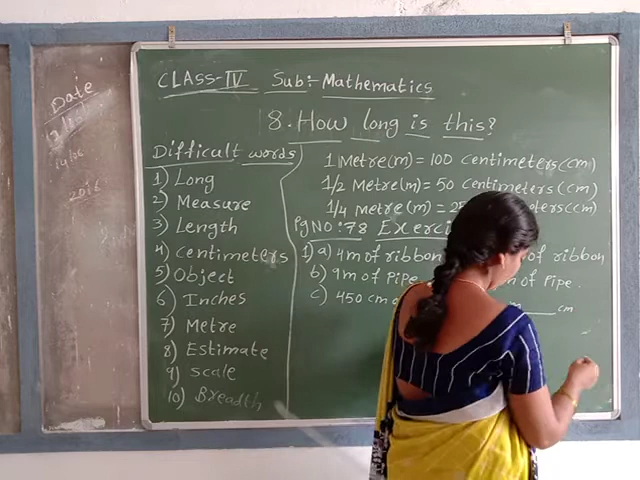 Date
14/06
2016
CLASS-IV Sub:- Mathematics
8. How long is this?
Difficult words
1) Long
2) Measure
3) Length
4) Centimeters
5) Object
6) Inches
7) Metre
8) Estimate
9) Scale
10) Breadth
1 Metre(m) = 100 Centimeters(cm)
1/2 Metre(m) = 50 Centimeters(cm)
1/4 Metre(m) = 25
Pg NO:78
1) a) 4m of ribbon of ribbon
b) 9m of Pipe of Pipe.
c) 450 cm m cm